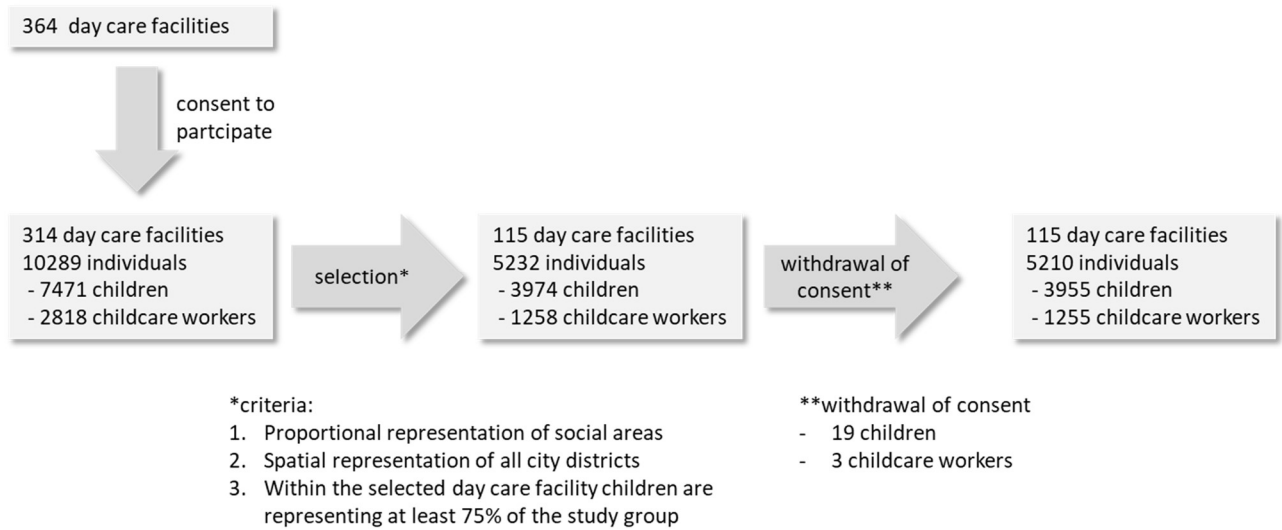 364  day care facilities
consent to
partcipate
314 day care facilities
10289 individuals
- 7471 children
- 2818 childcare workers
selection*
115 day care facilities
5232 individuals
- 3974 children
- 1258 childcare workers
withdrawal of
consent**
115 day care facilities
5210 individuals
- 3955 children
- 1255 childcare workers
*criteria:
1. Proportional representation of social areas
2. Spatial representation of all city districts
3. Within the selected day care facility children are
representing at least 75% of the study group
**withdrawal of consent
- 19 children
- 3 childcare workers